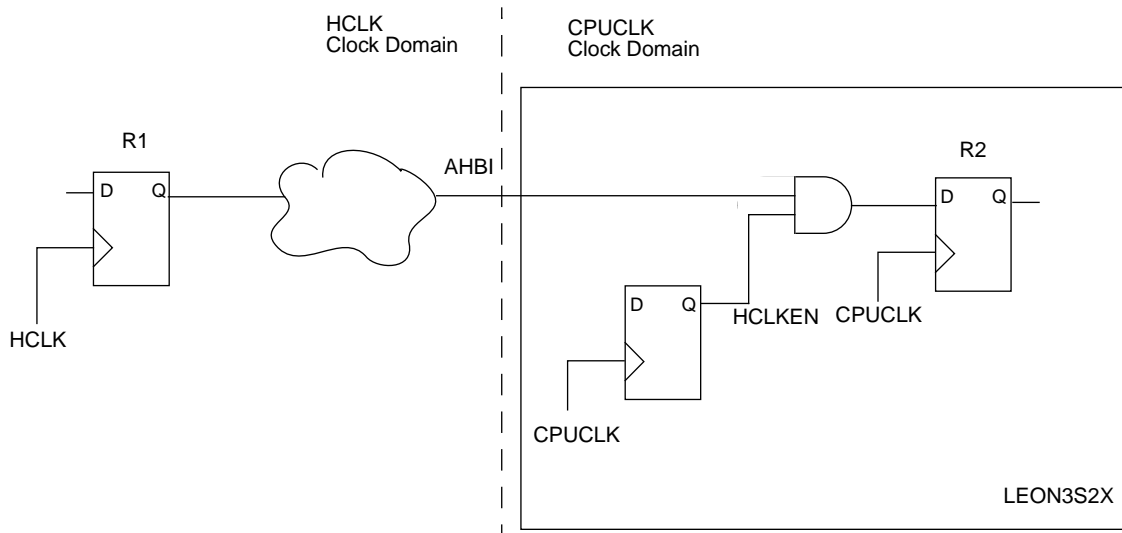 HCLK
Clock Domain
CPUCLK
Clock Domain
R1
D Q
HCLK
AHBI
R2
D Q
CPUCLK
D Q
HCLKEN
CPUCLK
LEON3S2X